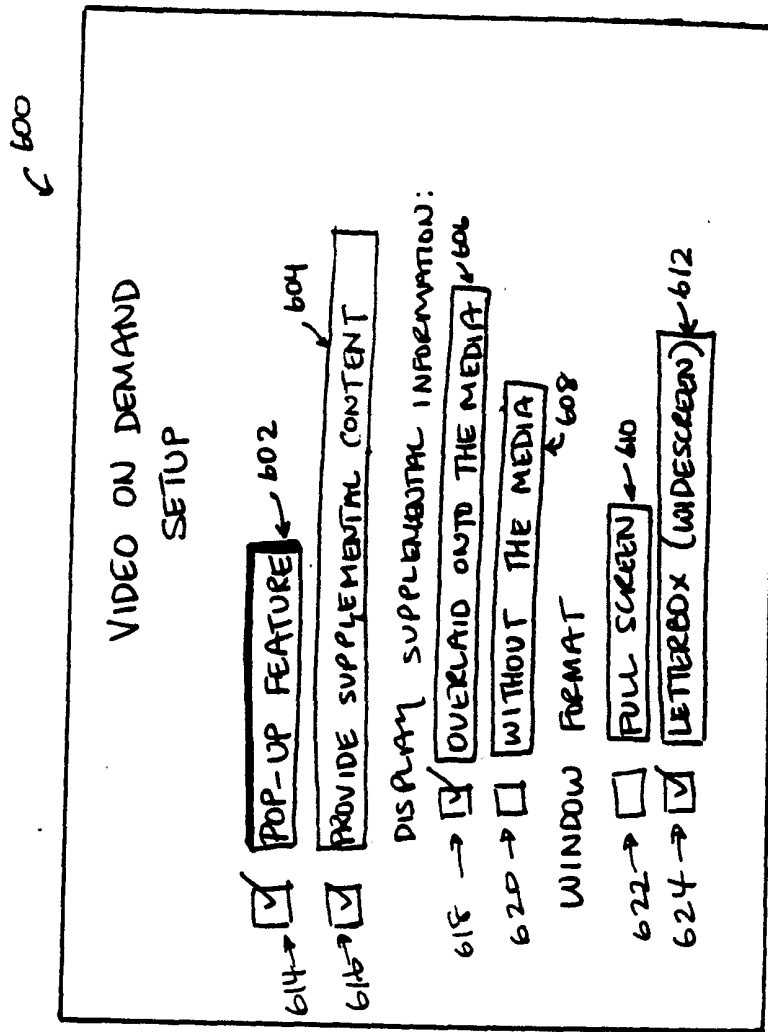 600
VIDEO ON DEMAND
SETUP
614 POP-UP FEATURE 602
616 PROVIDE SUPPLEMENTAL CONTENT 604
DISPLAY SUPPLEMENTAL INFORMATION:
618 OVERLAID ONTO THE MEDIA 606
620 WITHOUT THE MEDIA 608
WINDOW FORMAT
622 FULL SCREEN 610
624 LETTERBOX (WIDESCREEN) 612